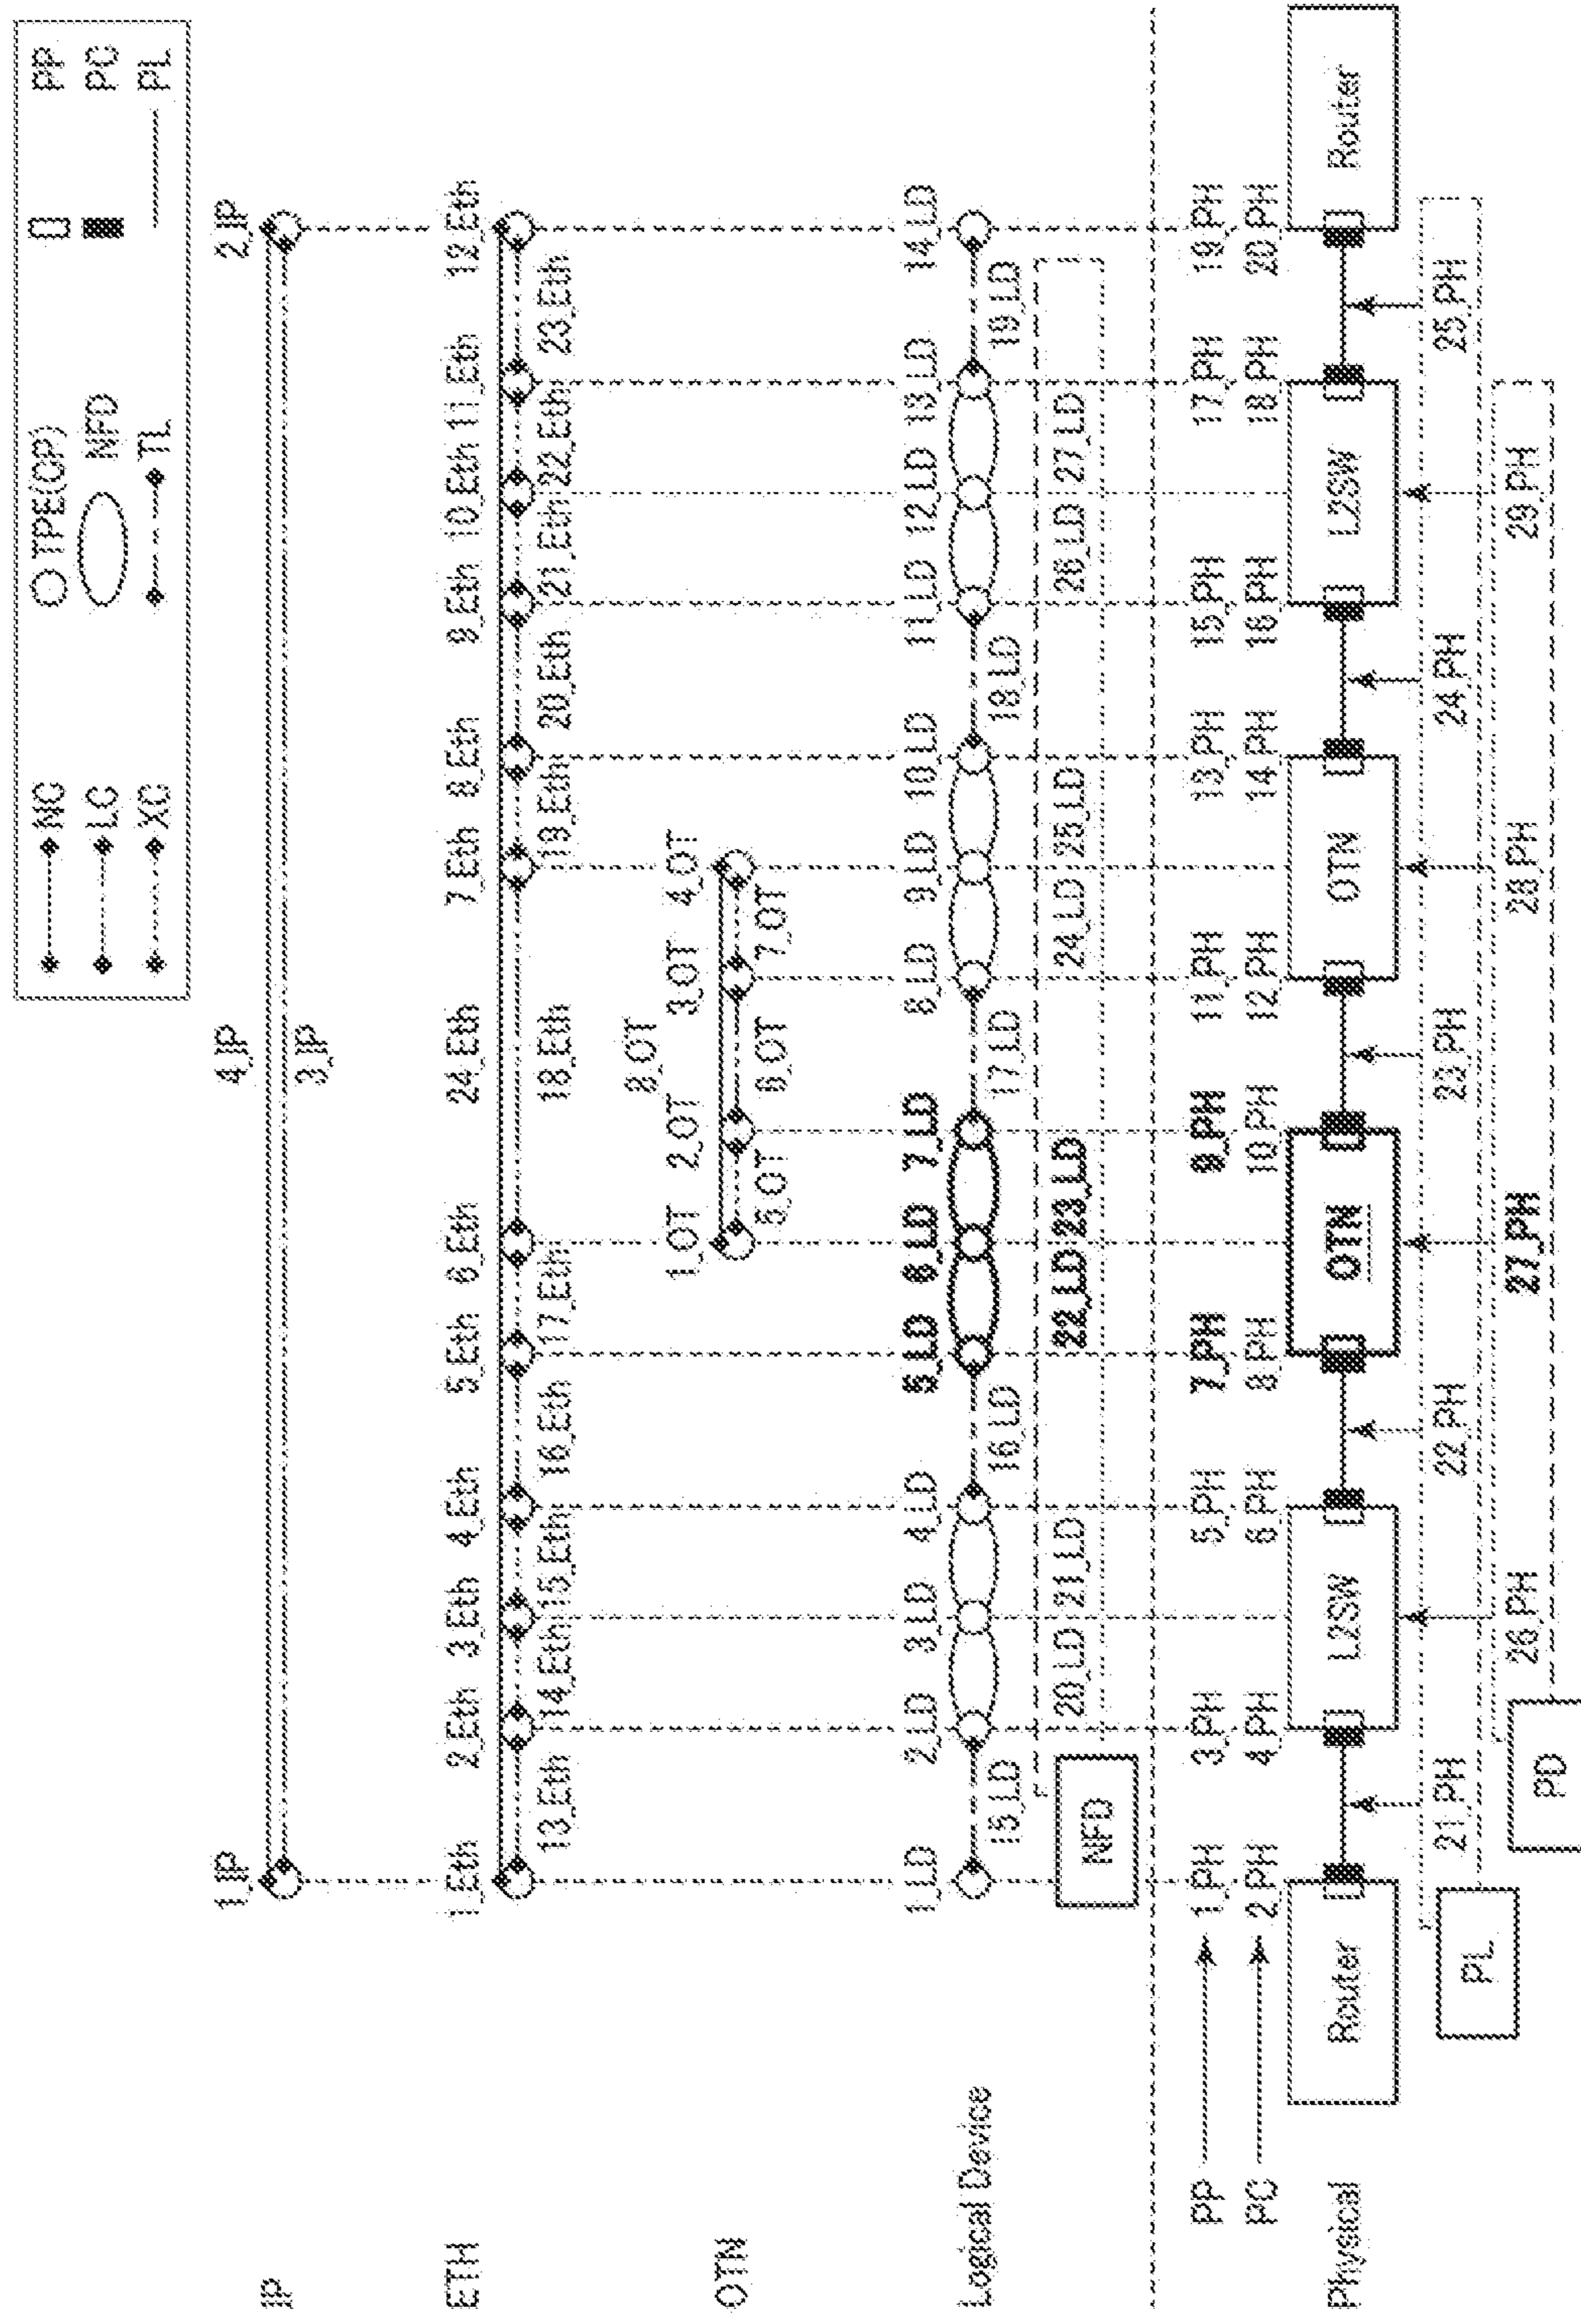 NC
LC
XC
TPE(CP)
NFD
TL
PP
PC
PL
IP
1_IP
4_IP
3_IP
2_IP
ETH
1_Eth 2_Eth 3_Eth 4_Eth 5_Eth 6_Eth 24_Eth 7_Eth 8_Eth 9_Eth 10_Eth 11_Eth 12_Eth
13_Eth 14_Eth 15_Eth 16_Eth 17_Eth 18_Eth 19_Eth 20_Eth 21_Eth 22_Eth 23_Eth
OTN
8_OT
1_OT 2_OT 3_OT 4_OT
5_OT 6_OT 7_OT
Logical Device
1_LD 2_LD 3_LD 4_LD 5_LD 6_LD 7_LD 8_LD 9_LD 10_LD 11_LD 12_LD 13_LD 14_LD
15_LD 16_LD 17_LD 18_LD 19_LD
NFD
20_LD 21_LD 22_LD 23_LD 24_LD 25_LD 26_LD 27_LD
PP
1_PH 3_PH 5_PH 7_PH 9_PH 11_PH 13_PH 15_PH 17_PH 19_PH
PC
2_PH 4_PH 6_PH 8_PH 10_PH 12_PH 14_PH 16_PH 18_PH 20_PH
Physical
Router L2SW OTN OTN L2SW Router
PL
21_PH 22_PH 23_PH 24_PH 25_PH
PD
26_PH 27_PH 28_PH 29_PH